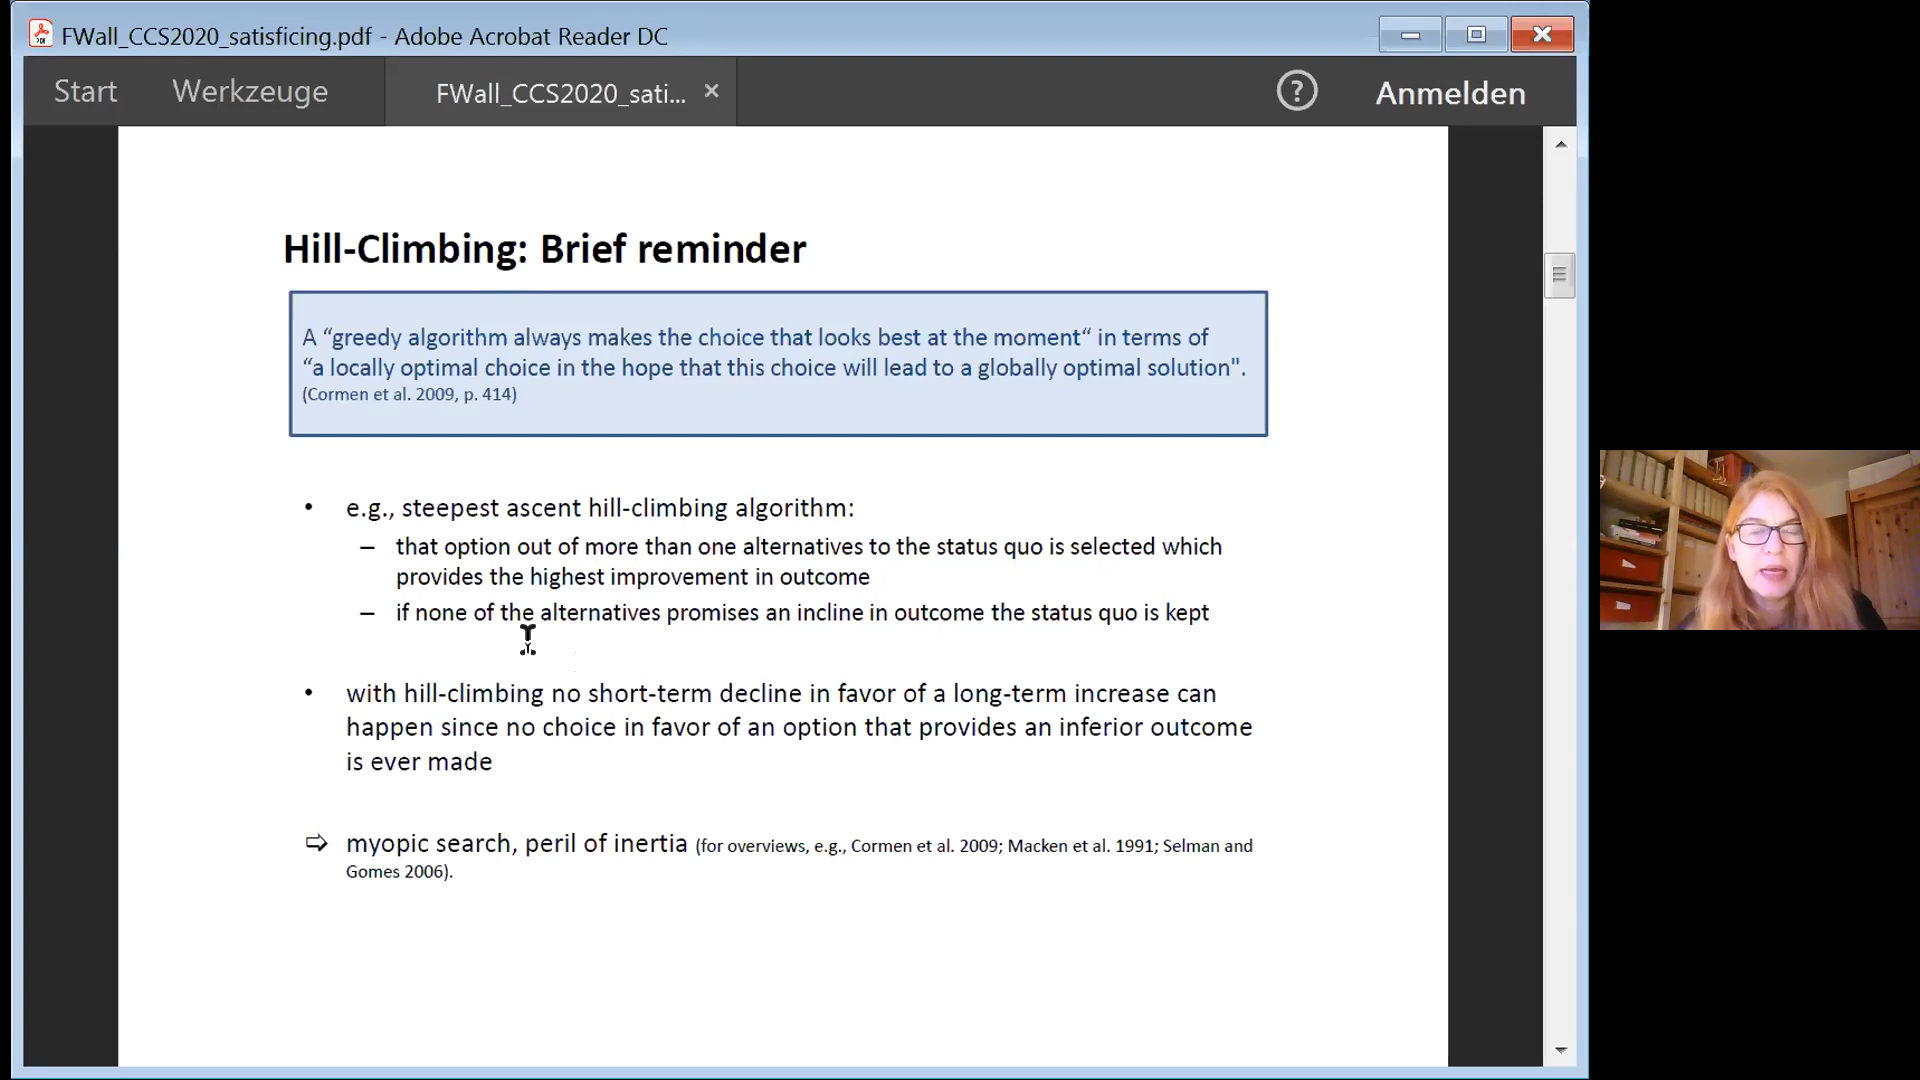 FWall_CCS2020_satisficing.pdf - Adobe Acrobat Reader DC
Start Werkzeuge FWall_CCS2020_sati... × ? Anmelden
Hill-Climbing: Brief reminder
A “greedy algorithm always makes the choice that looks best at the moment“ in terms of
“a locally optimal choice in the hope that this choice will lead to a globally optimal solution".
(Cormen et al. 2009, p. 414)
• e.g., steepest ascent hill-climbing algorithm:
– that option out of more than one alternatives to the status quo is selected which
provides the highest improvement in outcome
– if none of the alternatives promises an incline in outcome the status quo is kept
• with hill-climbing no short-term decline in favor of a long-term increase can
happen since no choice in favor of an option that provides an inferior outcome
is ever made
⇨ myopic search, peril of inertia (for overviews, e.g., Cormen et al. 2009; Macken et al. 1991; Selman and
Gomes 2006).